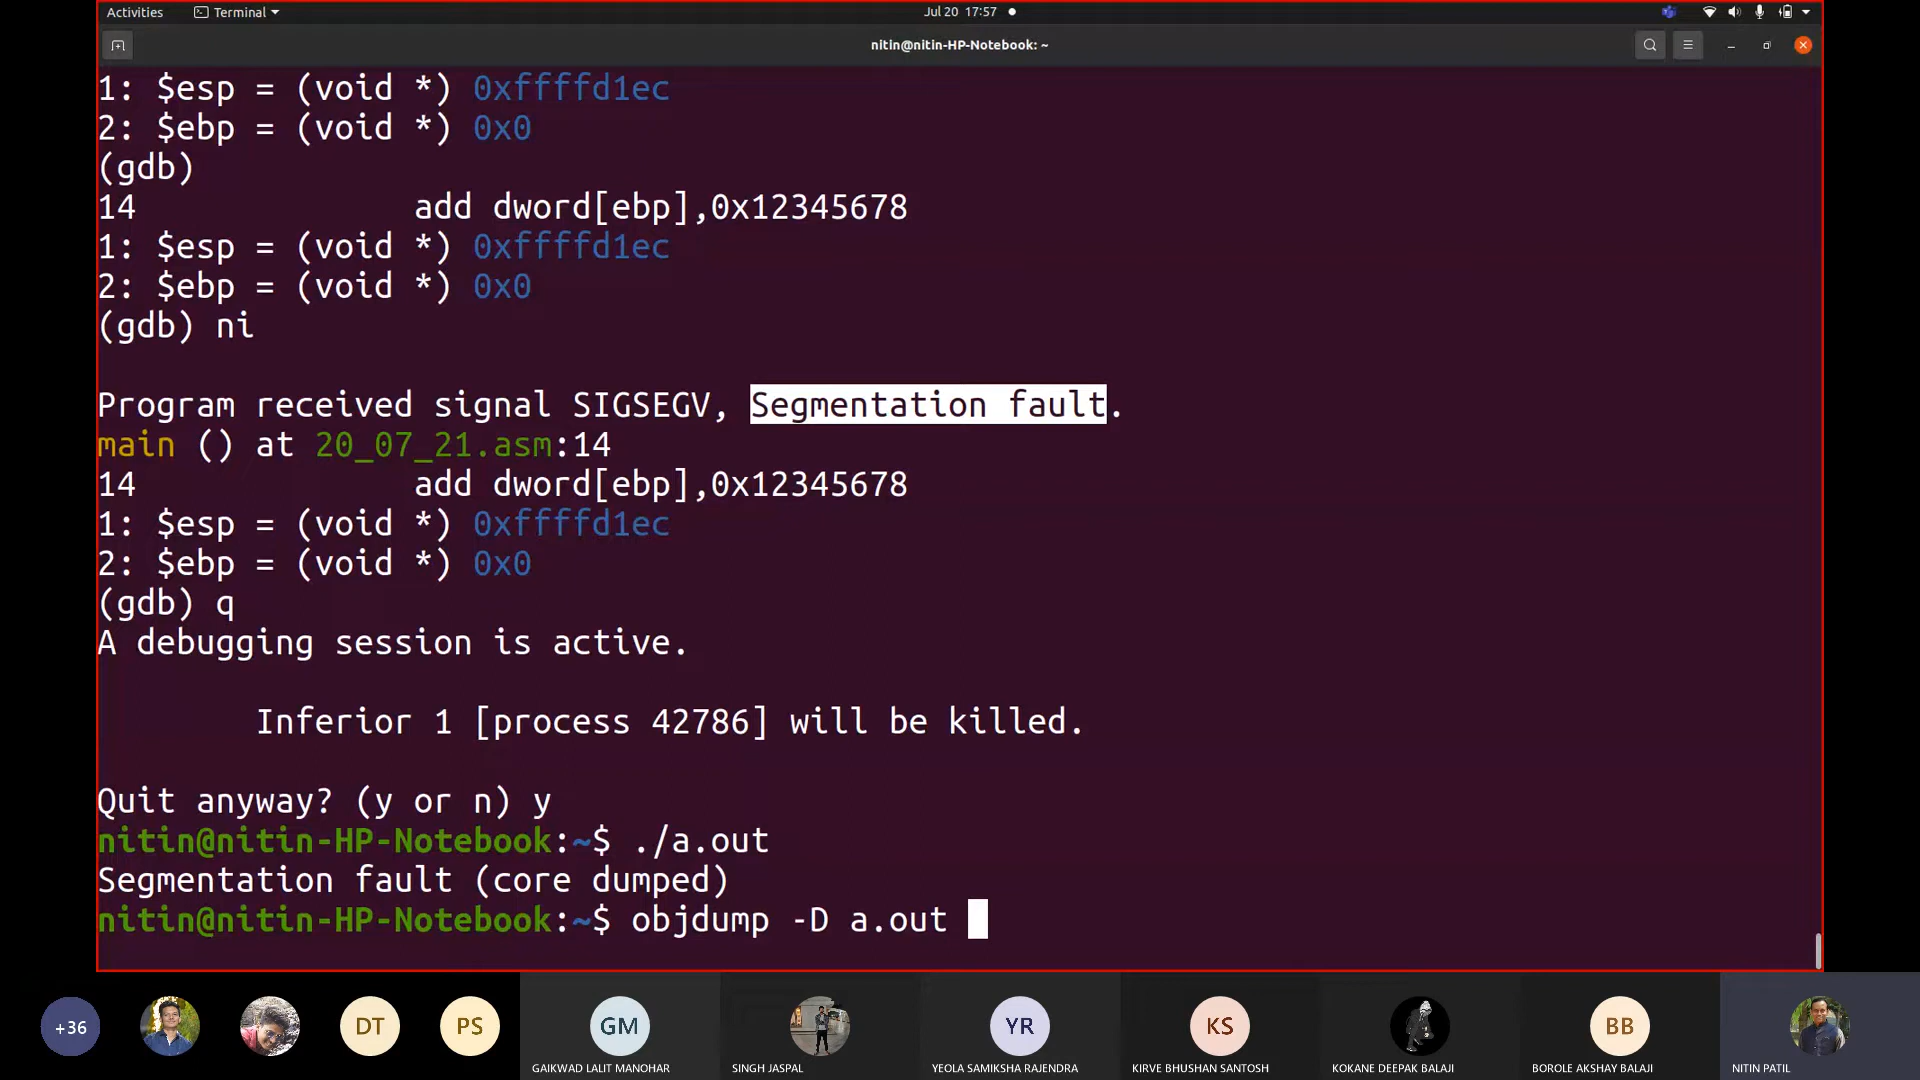 Activities Terminal Jul 20 17:57
nitin@nitin-HP-Notebook: ~
1: $esp = (void *) 0xffffd1ec
2: $ebp = (void *) 0x0
(gdb)
14 add dword[ebp],0x12345678
1: $esp = (void *) 0xffffd1ec
2: $ebp = (void *) 0x0
(gdb) ni
Program received signal SIGSEGV, Segmentation fault.
main () at 20_07_21.asm:14
14 add dword[ebp],0x12345678
1: $esp = (void *) 0xffffd1ec
2: $ebp = (void *) 0x0
(gdb) q
A debugging session is active.
Inferior 1 [process 42786] will be killed.
Quit anyway? (y or n) y
nitin@nitin-HP-Notebook:~$ ./a.out
Segmentation fault (core dumped)
nitin@nitin-HP-Notebook:~$ objdump -D a.out
+36 DT PS GM YR KS BB
GAIKWAD LALIT MANOHAR SINGH JASPAL YEOLA SAMIKSHA RAJENDRA KIRVE BHUSHAN SANTOSH KOKANE DEEPAK BALAJI BOROLE AKSHAY BALAJI NITIN PATIL